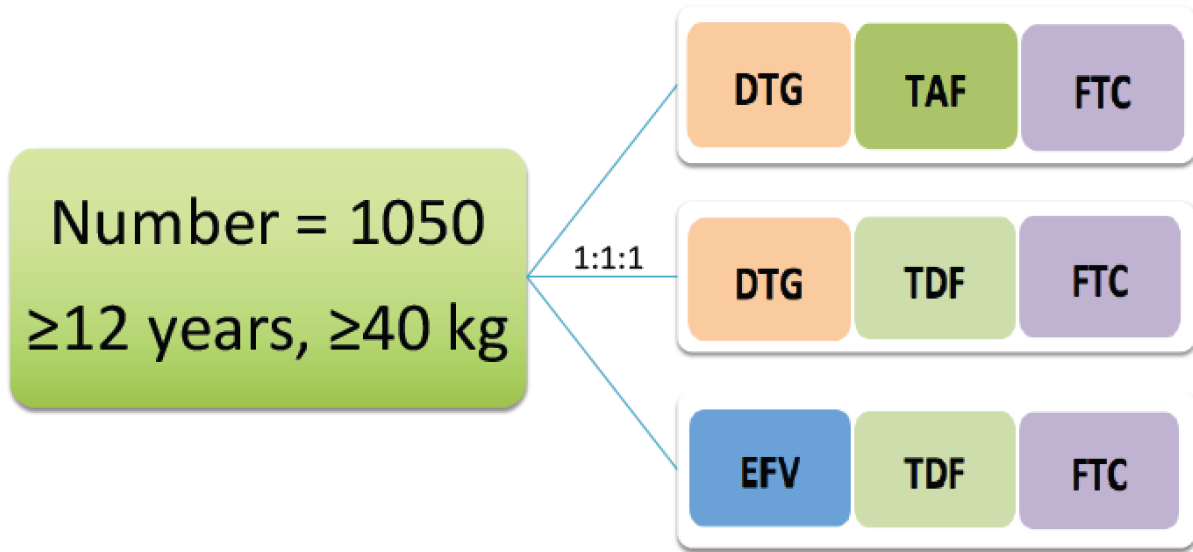 Number = 1050
≥12 years, ≥40 kg
1:1:1
DTG TAF FTC
DTG TDF FTC
EFV TDF FTC